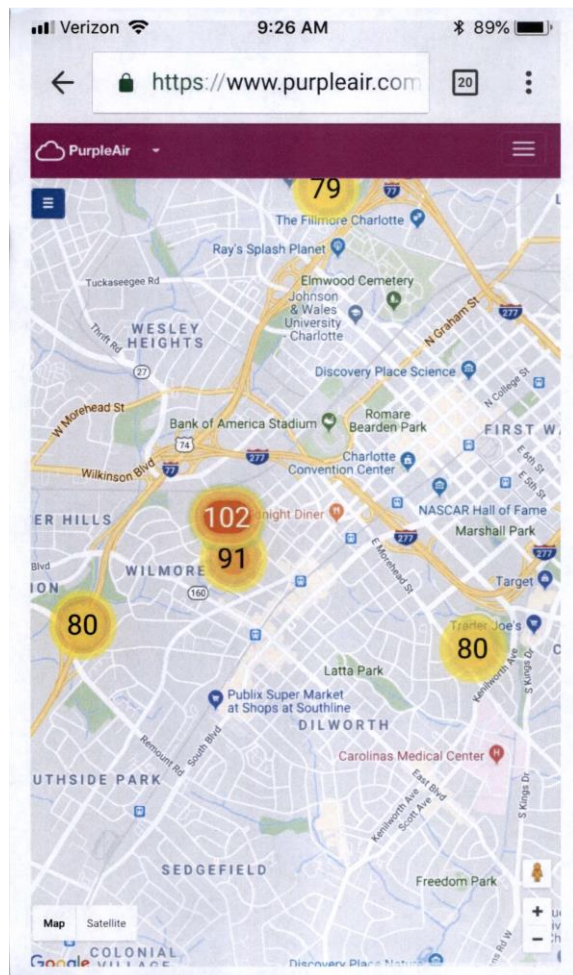 Verizon 9:26 AM 89%
https://www.purpleair.com 20
PurpleAir
79
77
The Fillmore Charlotte
Ray's Splash Planet
Tuckaseegee Rd
Elmwood Cemetery
Johnson
& Wales
University
- Charlotte
N Graham St
277
Thrift Rd
WESLEY
HEIGHTS
27
Discovery Place Science
N College St
W Morehead St
Bank of America Stadium
Romare
Bearden Park
FIRST WA
74
E 6th St
E 5th St
Wilkinson Blvd
77
277
Charlotte
Convention Center
NASCAR Hall of Fame
ER HILLS
102
night Diner
277
Marshall Park
277
91
Blvd
WILMORE
E Morehead St
Target
ION
160
80
Trader Joe's
80
Kenilworth Ave
S Kings Dr
Latta Park
Publix Super Market
at Shops at Southline
DILWORTH
Remount Rd
South Blvd
Carolinas Medical Center
UTHSIDE PARK
East Blvd
Scott Ave
Kenilworth Ave
S Kings Dr
SEDGEFIELD
Freedom Park
+
Map Satellite
−
Google
COLONIAL
VILLAGE
Discovery Place Nature